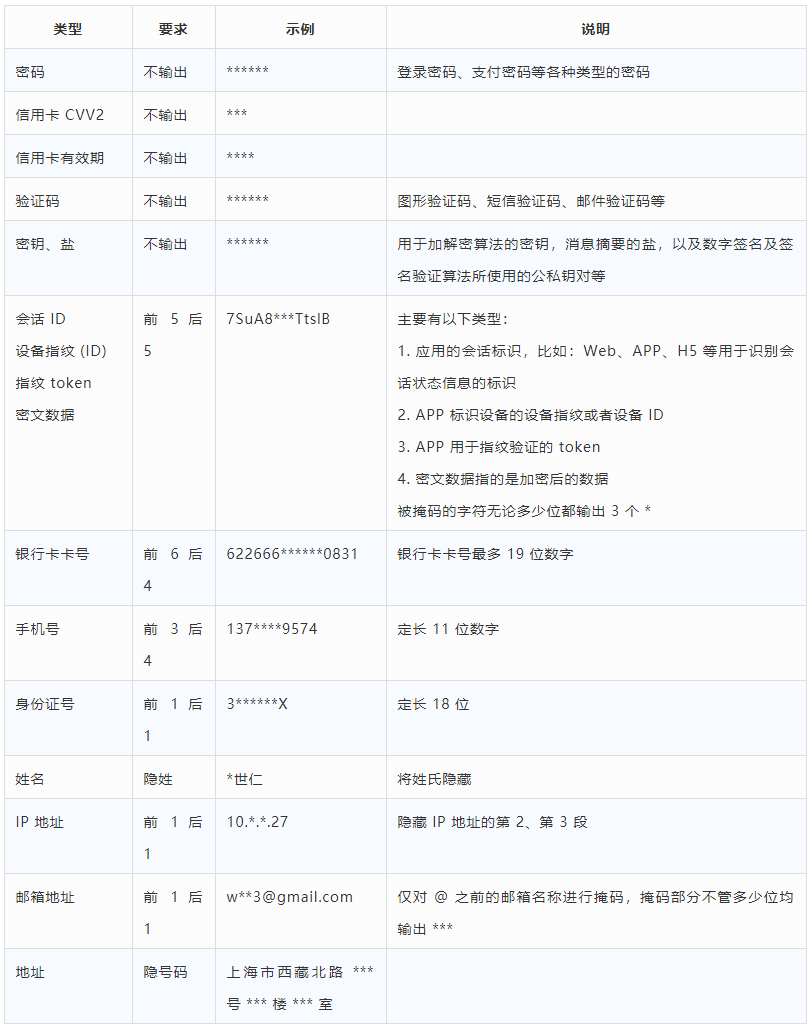 类型 要求 示例 说明
密码 不输出 ****** 登录密码、支付密码等各种类型的密码
信用卡 CVV2 不输出 ***
信用卡有效期 不输出 ****
验证码 不输出 ****** 图形验证码、短信验证码、邮件验证码等
密钥、盐 不输出 ****** 用于加解密算法的密钥，消息摘要的盐，以及数字签名及签
名验证算法所使用的公私钥对等
会话 ID 前 5 后 7SuA8***TtsIB 主要有以下类型：
设备指纹 (ID) 5 1. 应用的会话标识，比如：Web、APP、H5 等用于识别会
指纹 token 话状态信息的标识
密文数据 2. APP 标识设备的设备指纹或者设备 ID
3. APP 用于指纹验证的 token
4. 密文数据指的是加密后的数据
被掩码的字符无论多少位都输出 3 个 *
银行卡卡号 前 6 后 622666******0831 银行卡卡号最多 19 位数字
4
手机号 前 3 后 137****9574 定长 11 位数字
4
身份证号 前 1 后 3******X 定长 18 位
1
姓名 隐姓 *世仁 将姓氏隐藏
IP 地址 前 1 后 10.*.*.27 隐藏 IP 地址的第 2、第 3 段
1
邮箱地址 前 1 后 w**3@gmail.com 仅对 @ 之前的邮箱名称进行掩码，掩码部分不管多少位均
1 输出 ***
地址 隐号码 上海市西藏北路 ***
号 *** 楼 *** 室